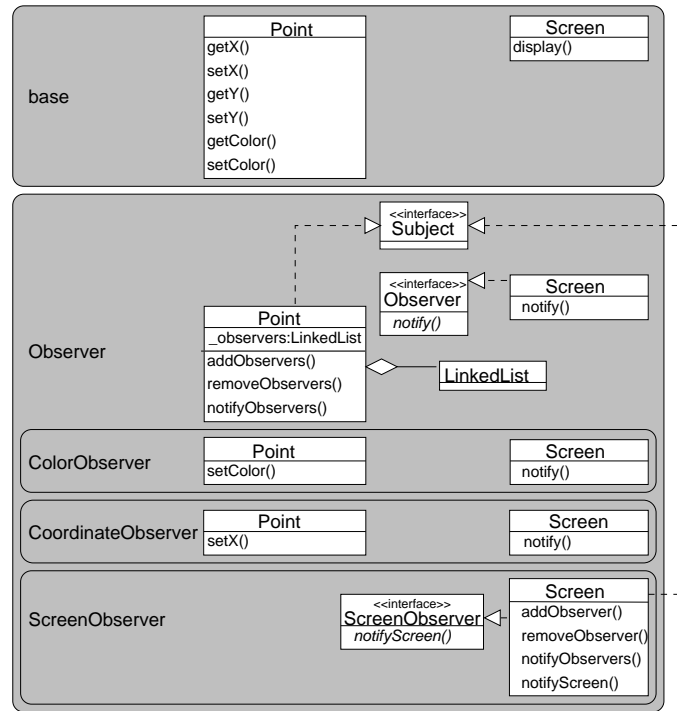 Point
Screen
getX()
display()
setX()
getY()
base
setY()
getColor()
setColor()
<<interface>>
Subject
<<interface>>
Observer
notify()
Screen
notify()
Point
_observers:LinkedList
Observer
addObservers()
removeObservers()
notifyObservers()
LinkedList
ColorObserver
Point
setColor()
Screen
notify()
CoordinateObserver
Point
setX()
Screen
notify()
ScreenObserver
<<interface>>
ScreenObserver
notifyScreen()
Screen
addObserver()
removeObserver()
notifyObservers()
notifyScreen()